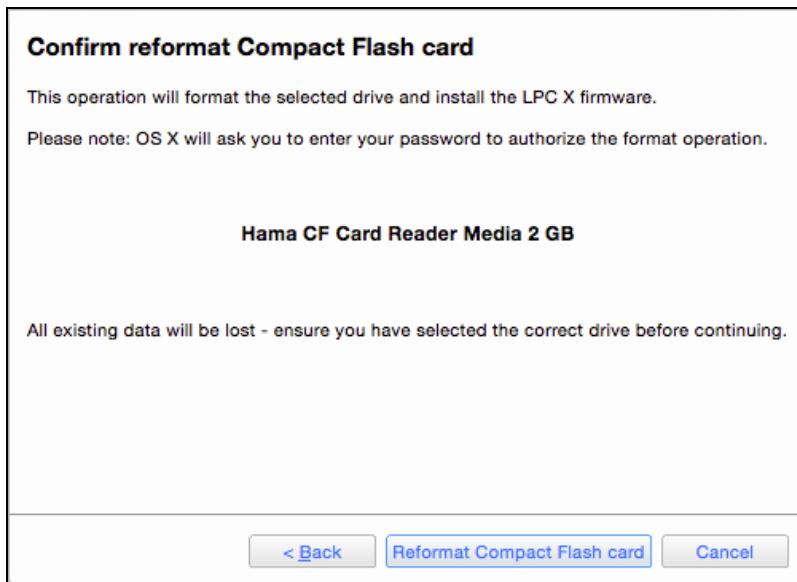 Confirm reformat Compact Flash card
This operation will format the selected drive and install the LPC X firmware.
Please note: OS X will ask you to enter your password to authorize the format operation.
Hama CF Card Reader Media 2 GB
All existing data will be lost - ensure you have selected the correct drive before continuing.
< Back
Reformat Compact Flash card
Cancel